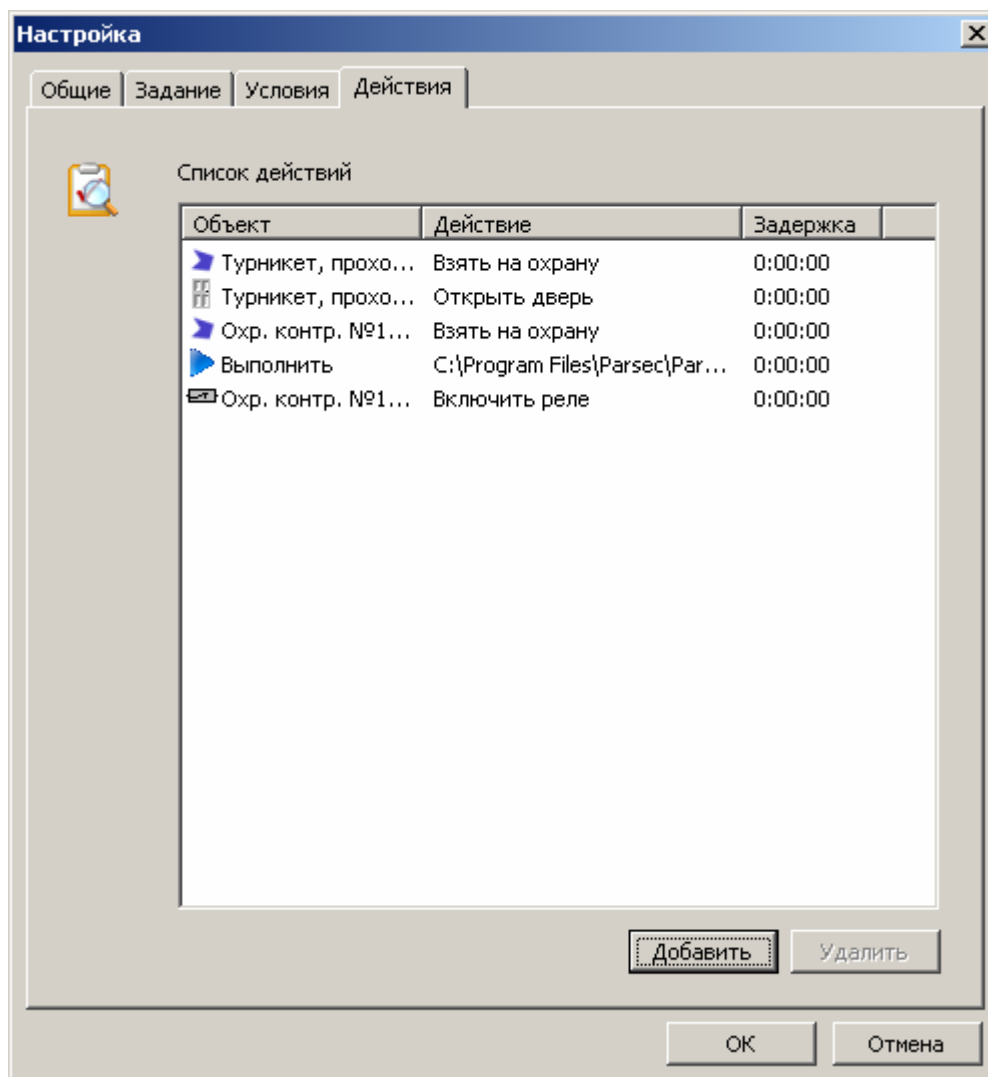 Настройка
Общие Задание Условия Действия
Список действий
Объект Действие Задержка
Турникет, прохо... Взять на охрану 0:00:00
Турникет, прохо... Открыть дверь 0:00:00
Охр. контр. №1... Взять на охрану 0:00:00
Выполнить C:\Program Files\Parsec\Par... 0:00:00
Охр. контр. №1... Включить реле 0:00:00
Добавить Удалить
ОК Отмена